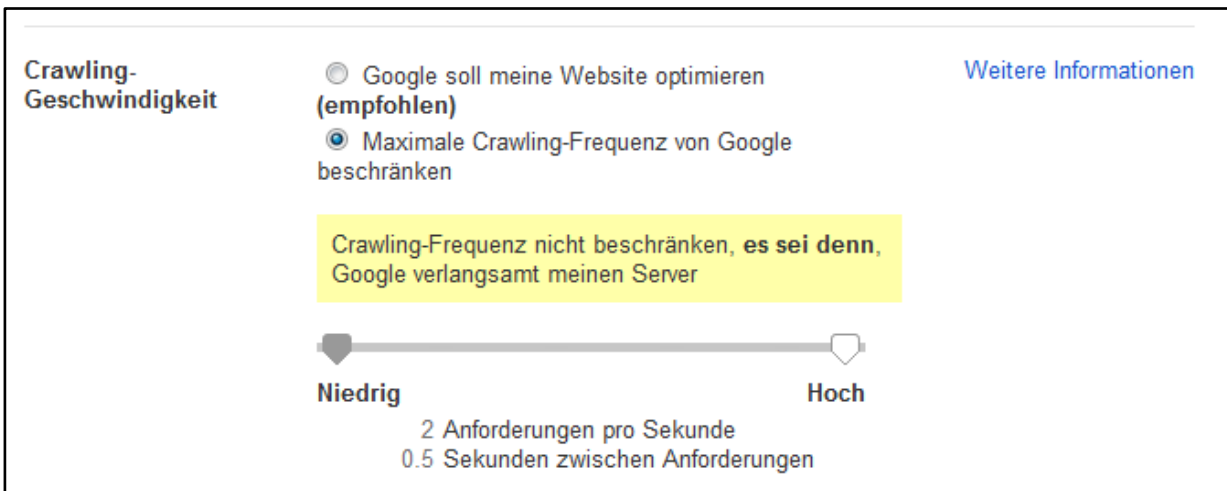 Crawling-
Geschwindigkeit
Google soll meine Website optimieren
(empfohlen)
Maximale Crawling-Frequenz von Google
beschränken
Weitere Informationen
Crawling-Frequenz nicht beschränken, es sei denn,
Google verlangsamt meinen Server
Niedrig Hoch
2 Anforderungen pro Sekunde
0.5 Sekunden zwischen Anforderungen